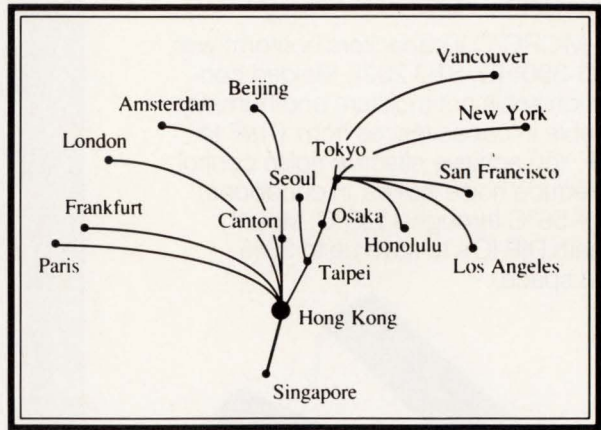 Vancouver
Beijing
Amsterdam
New York
London
Tokyo
Seoul
San Francisco
Frankfurt
Canton
Osaka
Honolulu
Los Angeles
Paris
Taipei
Hong Kong
Singapore